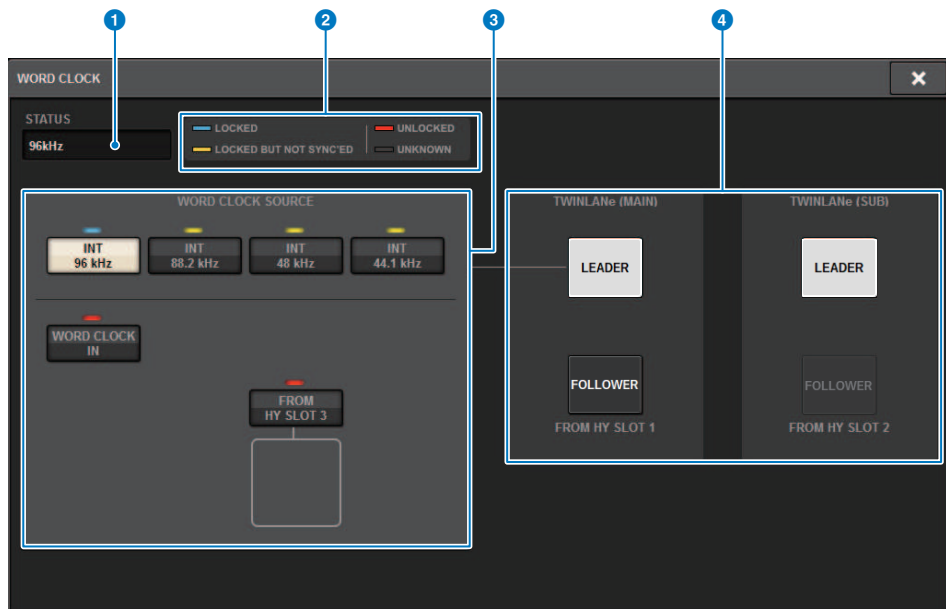 1 2 3 4
WORD CLOCK ×
STATUS
96kHz
LOCKED UNLOCKED
LOCKED BUT NOT SYNC'ED UNKNOWN
WORD CLOCK SOURCE
INT
96 kHz
INT
88.2 kHz
INT
48 kHz
INT
44.1 kHz
WORD CLOCK
IN
FROM
HY SLOT 3
TWINLANe (MAIN)
LEADER
FOLLOWER
FROM HY SLOT 1
TWINLANe (SUB)
LEADER
FOLLOWER
FROM HY SLOT 2